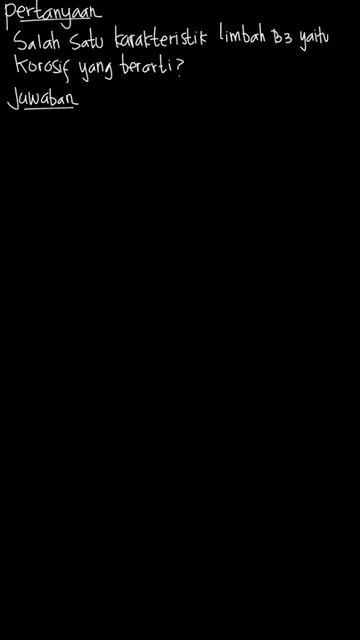 Pertanyaan
Salah Satu karakteristik limbah B3 yaitu
Korosif yang berarti?
Jawaban